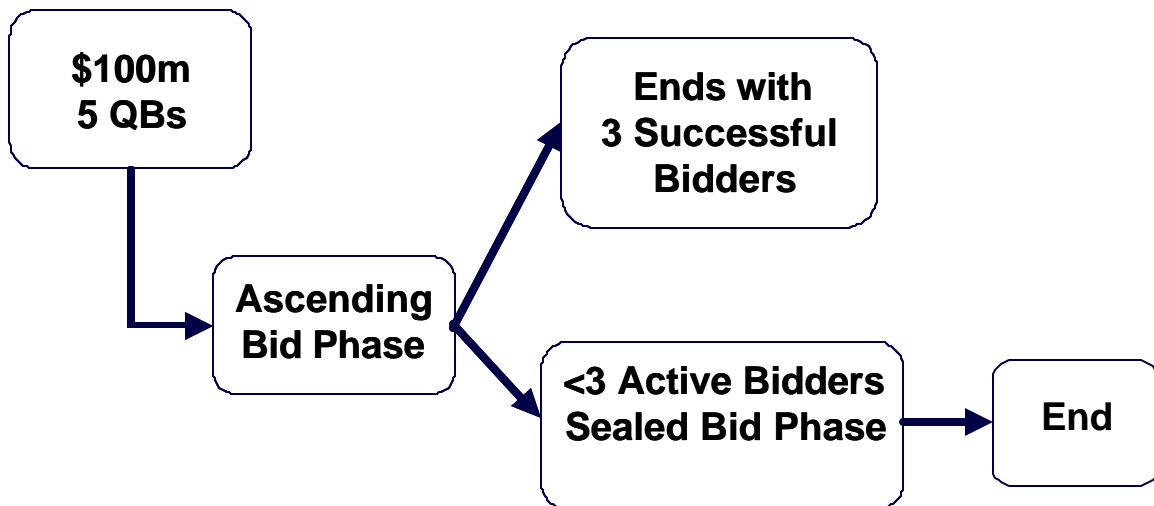 $100m
5 QBs
Ends with
3 Successful
Bidders
Ascending
Bid Phase
<3 Active Bidders
Sealed Bid Phase
End